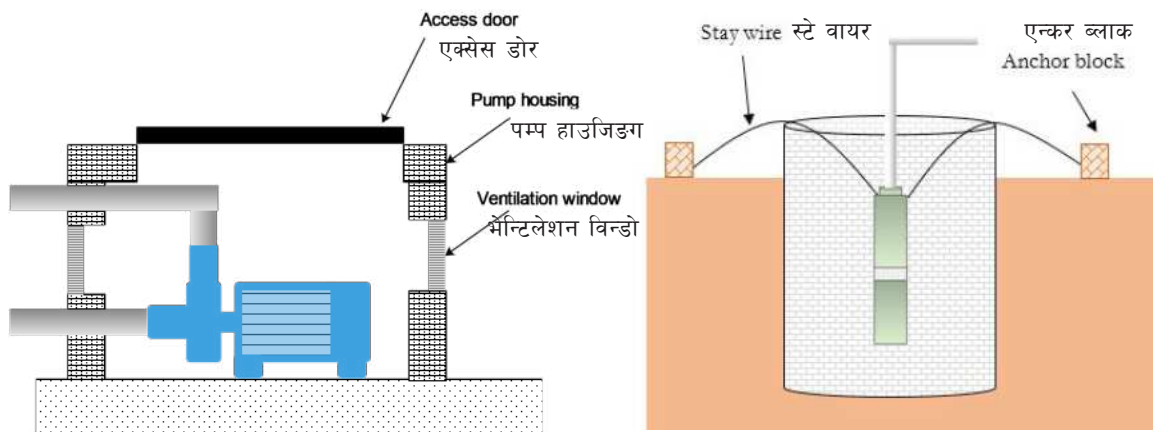 Access door
एक्सेस डोर
Pump housing
पम्प हाउजिङग
Ventilation window
भेन्टिलेशन विन्डो
Stay wire स्टे वायर
एन्कर ब्लाक
Anchor block